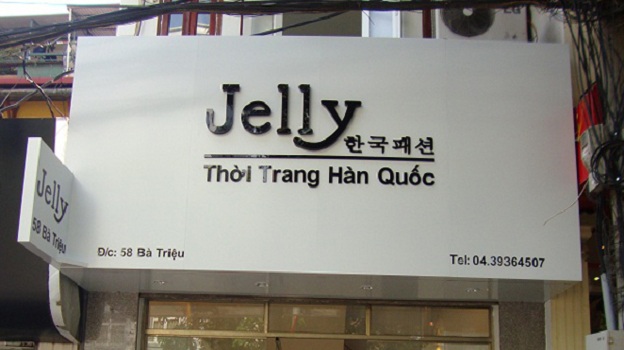 Jelly
한국패션
Thời Trang Hàn Quốc
Jelly
58 Bà Triệu
Đ/c: 58 Bà Triệu
Tel: 04.39364507